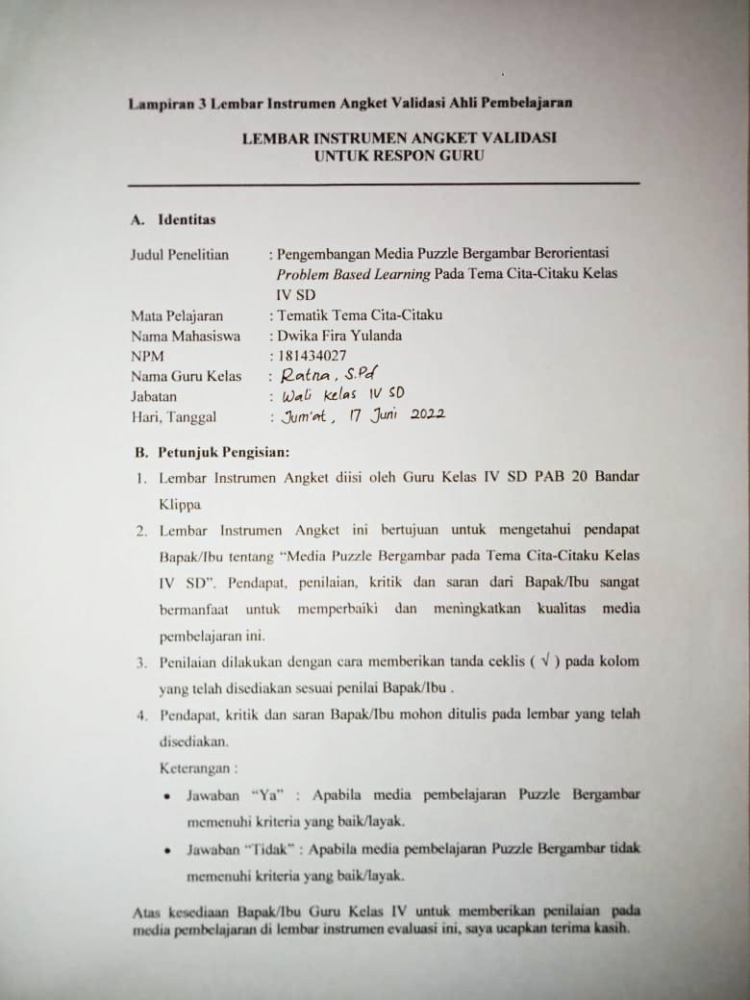 Lampiran 3 Lembar Instrumen Angket Validasi Ahli Pembelajaran
LEMBAR INSTRUMEN ANGKET VALIDASI
UNTUK RESPON GURU
A. Identitas
Judul Penelitian : Pengembangan Media Puzzle Bergambar Berorientasi
Problem Based Learning Pada Tema Cita-Citaku Kelas
IV SD
Mata Pelajaran : Tematik Tema Cita-Citaku
Nama Mahasiswa : Dwika Fira Yulanda
NPM : 181434027
Nama Guru Kelas : Ratna, S.Pd
Jabatan : Wali Kelas IV SD
Hari, Tanggal : Jum'at, 17 Juni 2022
B. Petunjuk Pengisian:
1. Lembar Instrumen Angket diisi oleh Guru Kelas IV SD PAB 20 Bandar
Klippa
2. Lembar Instrumen Angket ini bertujuan untuk mengetahui pendapat
Bapak/Ibu tentang “Media Puzzle Bergambar pada Tema Cita-Citaku Kelas
IV SD”. Pendapat, penilaian, kritik dan saran dari Bapak/Ibu sangat
bermanfaat untuk memperbaiki dan meningkatkan kualitas media
pembelajaran ini.
3. Penilaian dilakukan dengan cara memberikan tanda ceklis ( √ ) pada kolom
yang telah disediakan sesuai penilai Bapak/Ibu .
4. Pendapat, kritik dan saran Bapak/Ibu mohon ditulis pada lembar yang telah
disediakan.
Keterangan :
• Jawaban “Ya” : Apabila media pembelajaran Puzzle Bergambar
memenuhi kriteria yang baik/layak.
• Jawaban “Tidak” : Apabila media pembelajaran Puzzle Bergambar tidak
memenuhi kriteria yang baik/layak.
Atas kesediaan Bapak/Ibu Guru Kelas IV untuk memberikan penilaian pada
media pembelajaran di lembar instrumen evaluasi ini, saya ucapkan terima kasih.